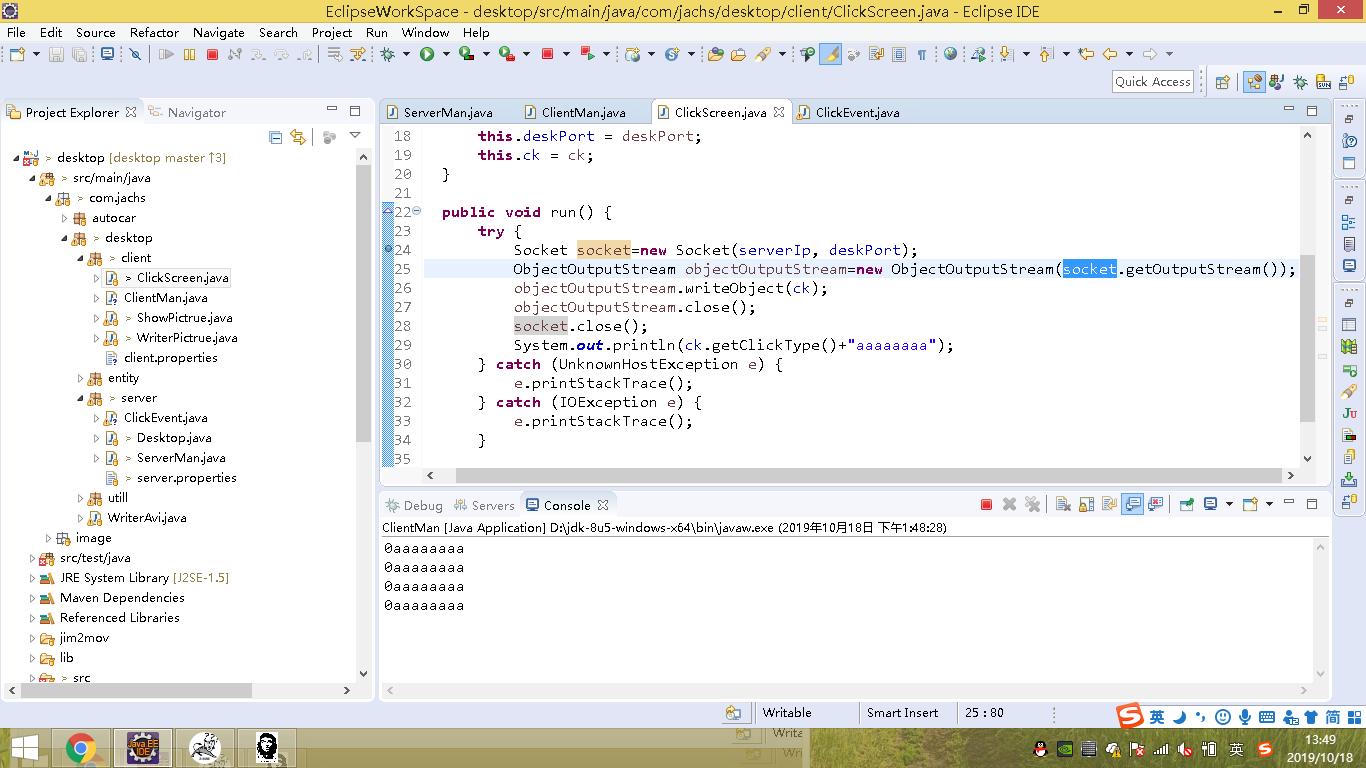 EclipseWorkSpace - desktop/src/main/java/com/jachs/desktop/client/ClickScreen.java - Eclipse IDE
File Edit Source Refactor Navigate Search Project Run Window Help
Quick Access
Project Explorer
Navigator
> desktop [desktop master ↑3]
src/main/java
> com.jachs
autocar
> desktop
> client
> ClickScreen.java
ClientMan.java
> ShowPictrue.java
> WriterPictrue.java
client.properties
entity
> server
ClickEvent.java
> Desktop.java
> ServerMan.java
> server.properties
utill
WriterAvi.java
image
src/test/java
JRE System Library [J2SE-1.5]
Maven Dependencies
Referenced Libraries
jim2mov
lib
> src
ServerMan.java
ClientMan.java
ClickScreen.java
ClickEvent.java
18 this.deskPort = deskPort;
19 this.ck = ck;
20 }
21
22 public void run() {
23 try {
24 Socket socket=new Socket(serverIp, deskPort);
25 ObjectOutputStream objectOutputStream=new ObjectOutputStream(socket.getOutputStream());
26 objectOutputStream.writeObject(ck);
27 objectOutputStream.close();
28 socket.close();
29 System.out.println(ck.getClickType()+"aaaaaaaa");
30 } catch (UnknownHostException e) {
31 e.printStackTrace();
32 } catch (IOException e) {
33 e.printStackTrace();
34 }
35
Debug
Servers
Console
ClientMan [Java Application] D:\jdk-8u5-windows-x64\bin\javaw.exe (2019年10月18日 下午1:48:28)
0aaaaaaaa
0aaaaaaaa
0aaaaaaaa
0aaaaaaaa
Writable
Smart Insert
25 : 80
英
简
Java EE
IDE
英
13:49
2019/10/18